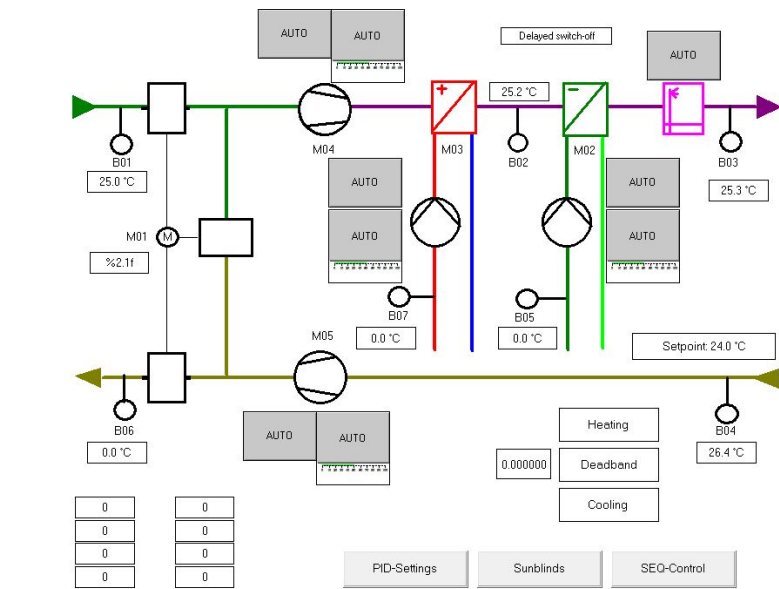 AUTO
AUTO
Delayed switch-off
AUTO
+
25.2 °C
−
M04
M03
B02
M02
B01
B03
25.0 °C
25.3 °C
AUTO
AUTO
M01
M
AUTO
AUTO
%2.1f
B07
B05
0.0 °C
0.0 °C
M05
Setpoint: 24.0 °C
B06
B04
0.0 °C
26.4 °C
AUTO
AUTO
Heating
0.000000
Deadband
Cooling
0
0
0
0
0
0
0
0
PID-Settings
Sunblinds
SEQ-Control